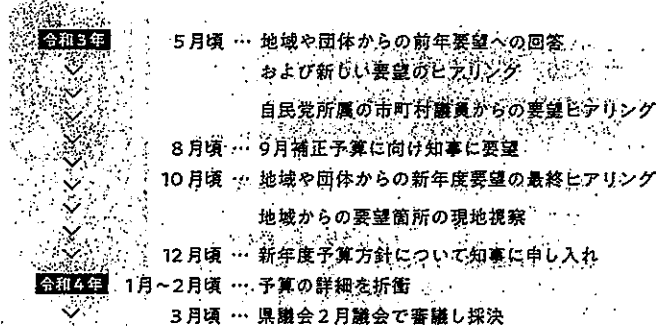 令和3年
5月頃 … 地域や団体からの前年要望への回答
および新しい要望のヒアリング
自民党所属の市町村議員からの要望ヒアリング
8月頃 … 9月補正予算に向け知事に要望
10月頃 … 地域や団体からの新年度要望の最終ヒアリング
地域からの要望箇所の現地視察
12月頃 … 新年度予算方針について知事に申し入れ
令和4年
1月〜2月頃 … 予算の詳細を折衝
3月頃 … 県議会2月議会で審議し採決